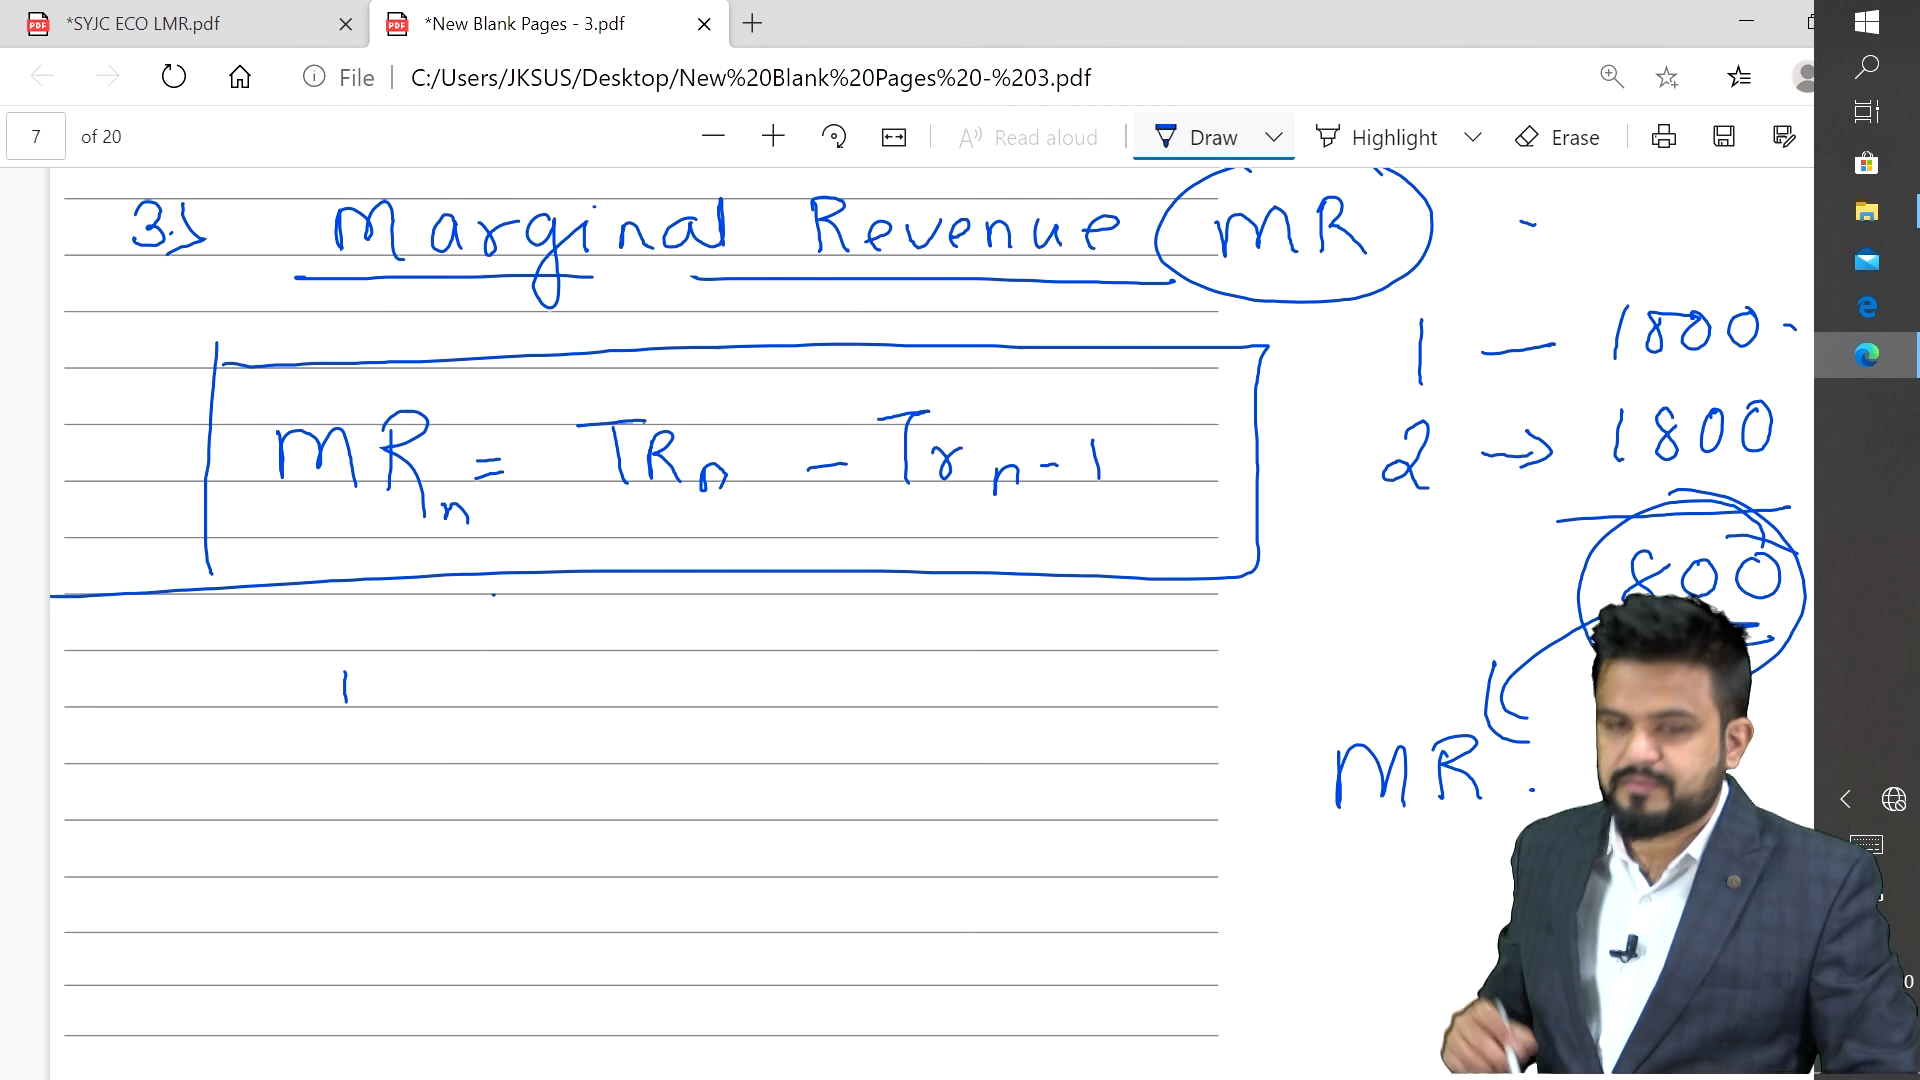 *SYJC ECO LMR.pdf
*New Blank Pages - 3.pdf
File
C:/Users/JKSUS/Desktop/New%20Blank%20Pages%20-%203.pdf
7 of 20
Read aloud
Draw
Highlight
Erase
3.) Marginal Revenue (MR) -
1 — 1800
2 → 1800
MRn = TRn - Trn-1
800
1
MR